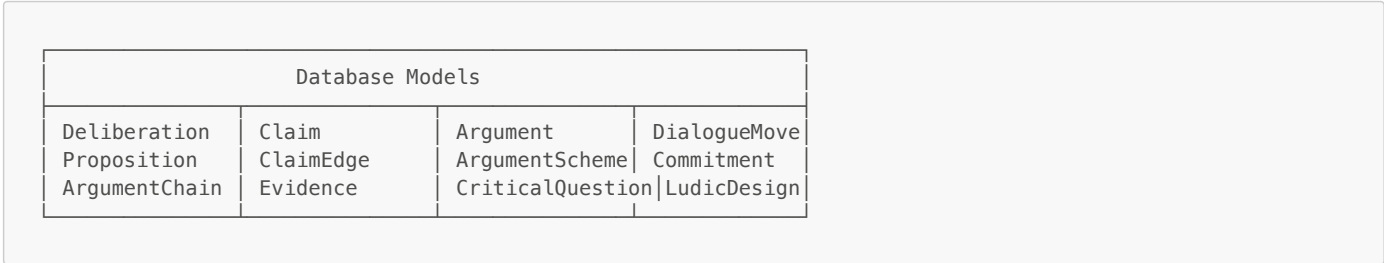 Database Models
Deliberation Claim Argument DialogueMove
Proposition ClaimEdge ArgumentScheme Commitment
ArgumentChain Evidence CriticalQuestion LudicDesign